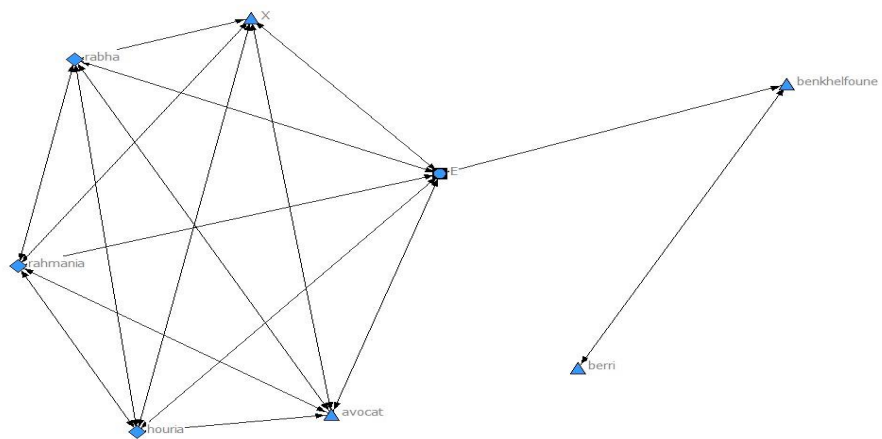 X
rabha
benkhelfoune
E
rahmania
berri
avocat
houria